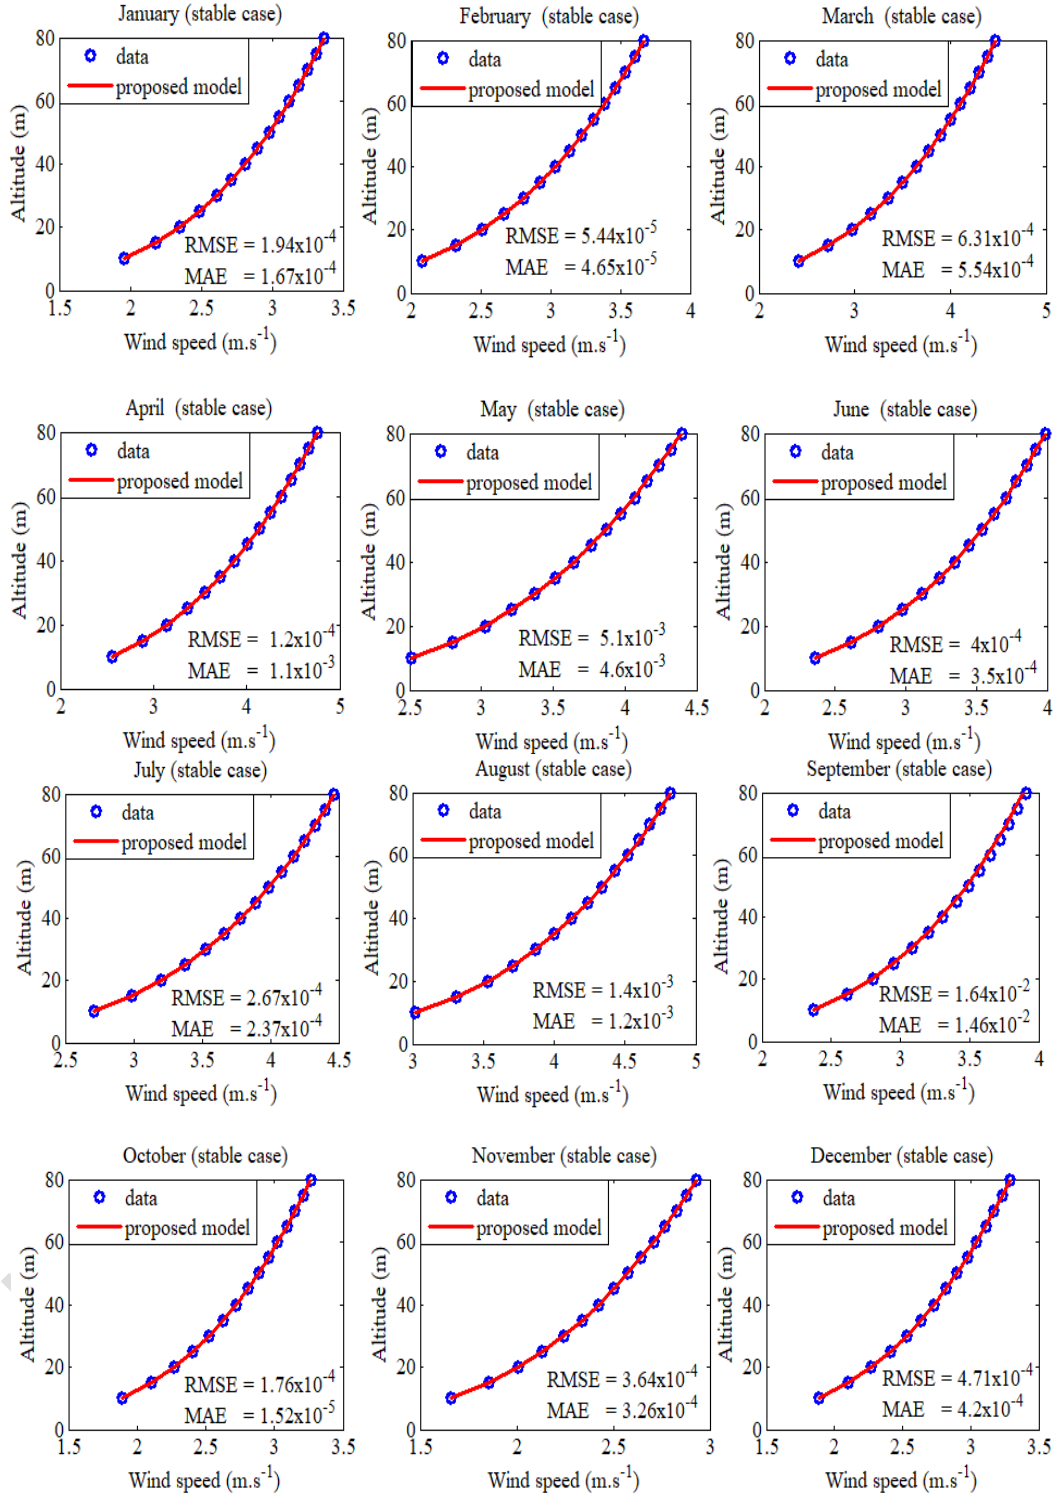 January (stable case)
80
60
40
20
0
Altitude (m)
data
proposed model
RMSE = 1.94x10-4
MAE = 1.67x10-4
1.5 2 2.5 3 3.5
Wind speed (m.s-1)
February (stable case)
80
60
40
20
0
Altitude (m)
data
proposed model
RMSE = 5.44x10-5
MAE = 4.65x10-5
2 2.5 3 3.5 4
Wind speed (m.s-1)
March (stable case)
80
60
40
20
0
Altitude (m)
data
proposed model
RMSE = 6.31x10-4
MAE = 5.54x10-4
2 3 4 5
Wind speed (m.s-1)
April (stable case)
80
60
40
20
0
Altitude (m)
data
proposed model
RMSE = 1.2x10-4
MAE = 1.1x10-3
2 3 4 5
Wind speed (m.s-1)
May (stable case)
80
60
40
20
0
Altitude (m)
data
proposed model
RMSE = 5.1x10-3
MAE = 4.6x10-3
2.5 3 3.5 4 4.5
Wind speed (m.s-1)
June (stable case)
80
60
40
20
0
Altitude (m)
data
proposed model
RMSE = 4x10-4
MAE = 3.5x10-4
2 2.5 3 3.5 4
Wind speed (m.s-1)
July (stable case)
80
60
40
20
0
Altitude (m)
data
proposed model
RMSE = 2.67x10-4
MAE = 2.37x10-4
2.5 3 3.5 4 4.5
Wind speed (m.s-1)
August (stable case)
80
60
40
20
0
Altitude (m)
data
proposed model
RMSE = 1.4x10-3
MAE = 1.2x10-3
3 3.5 4 4.5 5
Wind speed (m.s-1)
September (stable case)
80
60
40
20
0
Altitude (m)
data
proposed model
RMSE = 1.64x10-2
MAE = 1.46x10-2
2 2.5 3 3.5 4
Wind speed (m.s-1)
October (stable case)
80
60
40
20
0
Altitude (m)
data
proposed model
RMSE = 1.76x10-4
MAE = 1.52x10-5
1.5 2 2.5 3 3.5
Wind speed (m.s-1)
November (stable case)
80
60
40
20
0
Altitude (m)
data
proposed model
RMSE = 3.64x10-4
MAE = 3.26x10-4
1.5 2 2.5 3
Wind speed (m.s-1)
December (stable case)
80
60
40
20
0
Altitude (m)
data
proposed model
RMSE = 4.71x10-4
MAE = 4.2x10-4
1.5 2 2.5 3 3.5
Wind speed (m.s-1)